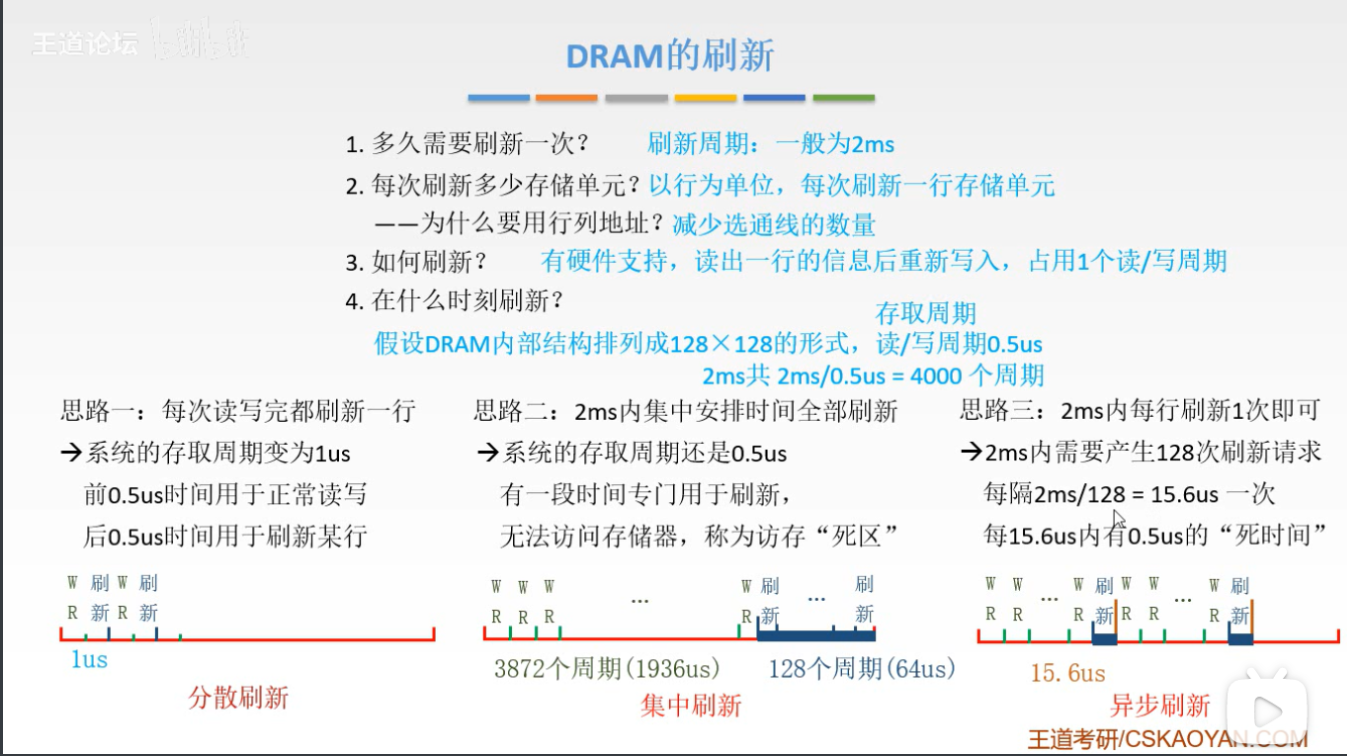 王道论坛
DRAM的刷新
1. 多久需要刷新一次？ 刷新周期：一般为2ms
2. 每次刷新多少存储单元？以行为单位，每次刷新一行存储单元
——为什么要用行列地址？减少选通线的数量
3. 如何刷新？ 有硬件支持，读出一行的信息后重新写入，占用1个读/写周期
4. 在什么时刻刷新？
存取周期
假设DRAM内部结构排列成128×128的形式，读/写周期0.5us
2ms共 2ms/0.5us = 4000 个周期
思路一：每次读写完都刷新一行
→系统的存取周期变为1us
前0.5us时间用于正常读写
后0.5us时间用于刷新某行
W 刷 W 刷
R 新 R 新
1us
分散刷新
思路二：2ms内集中安排时间全部刷新
→系统的存取周期还是0.5us
有一段时间专门用于刷新，
无法访问存储器，称为访存“死区”
W W W ... W 刷 ... 刷
R R R R 新 新
3872个周期(1936us) 128个周期(64us)
集中刷新
思路三：2ms内每行刷新1次即可
→2ms内需要产生128次刷新请求
每隔2ms/128 = 15.6us 一次
每15.6us内有0.5us的“死时间”
W W ... W 刷 W W ... W 刷
R R R 新 R R R 新
15.6us
异步刷新
王道考研/CSKAOYAN.COM